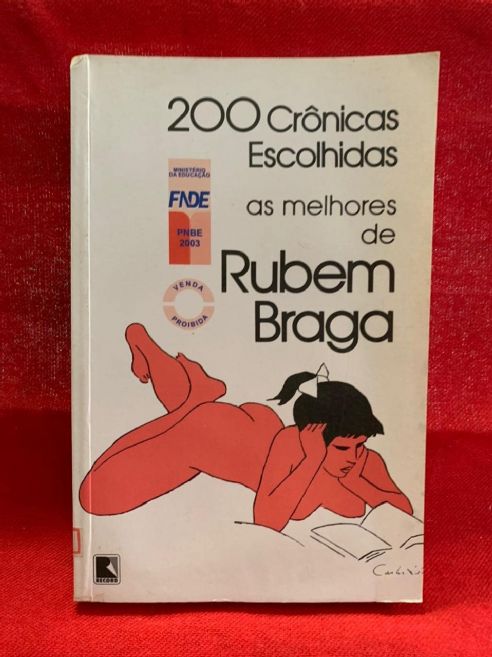 200 Crônicas
Escolhidas
MINISTÉRIO
DA EDUCAÇÃO
FNDE
PNBE
2003
as melhores
de
VENDA
PROIBIDA
Rubem
Braga
RECORD